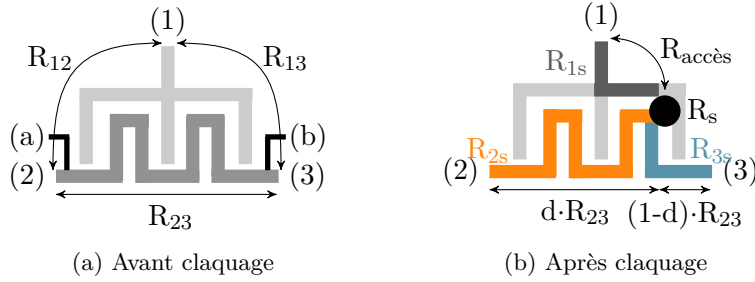 (1)
R12
R13
(a)
(b)
(2)
(3)
R23
(a) Avant claquage
(1)
Raccès
R1s
Rs
R2s
R3s
(2)
(3)
d·R23
(1-d)·R23
(b) Après claquage